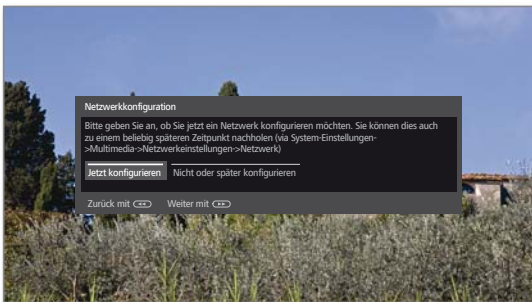 Netzwerkkonfiguration
Bitte geben Sie an, ob Sie jetzt ein Netzwerk konfigurieren möchten. Sie können dies auch
zu einem beliebig späteren Zeitpunkt nachholen (via System-Einstellungen-
>Multimedia->Netzwerkeinstellungen->Netzwerk)
Jetzt konfigurieren Nicht oder später konfigurieren
Zurück mit Weiter mit